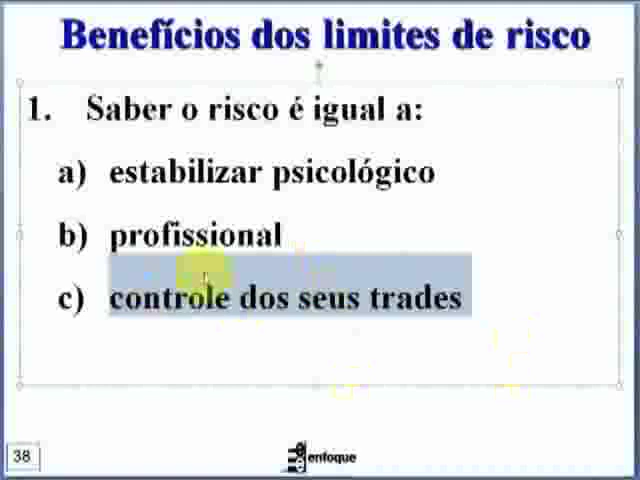 Benefícios dos limites de risco
1. Saber o risco é igual a:
a) estabilizar psicológico
b) profissional
c) controle dos seus trades
38
enfoque